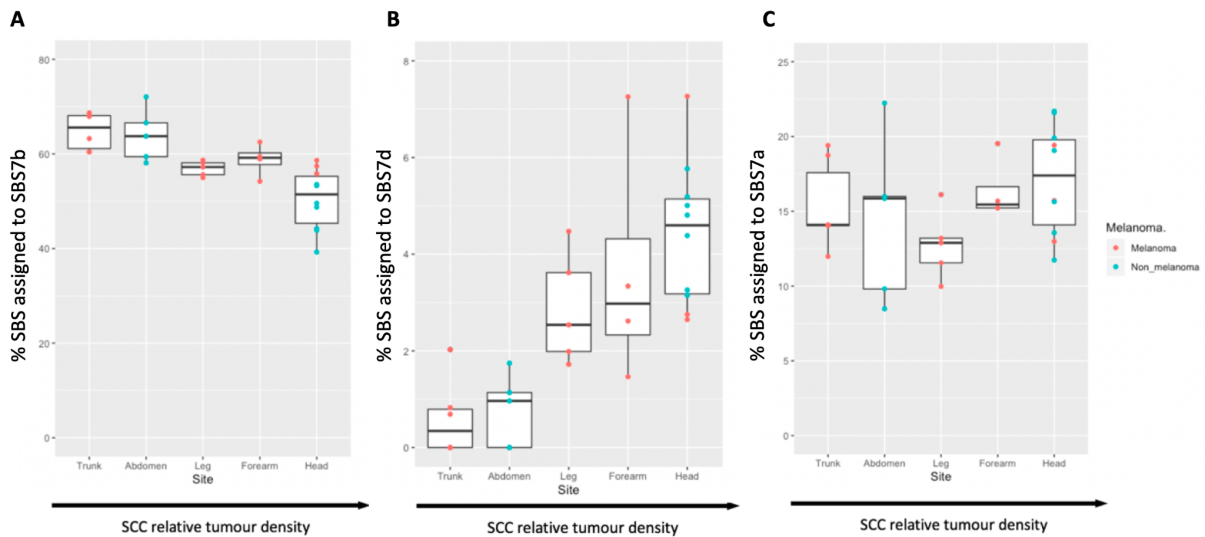 A
% SBS assigned to SBS7b
80
60
40
20
0
Trunk Abdomen Leg Forearm Head
Site
SCC relative tumour density
B
% SBS assigned to SBS7d
8
6
4
2
0
Trunk Abdomen Leg Forearm Head
Site
SCC relative tumour density
C
% SBS assigned to SBS7a
25
20
15
10
5
0
Trunk Abdomen Leg Forearm Head
Site
SCC relative tumour density
Melanoma.
Melanoma
Non_melanoma